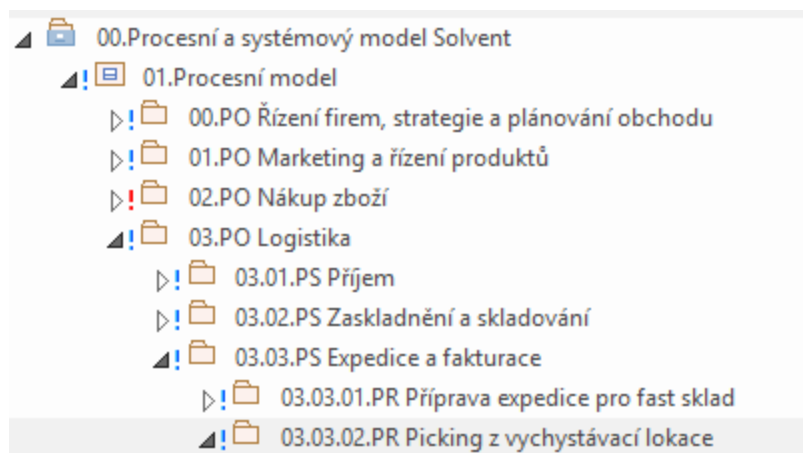 00.Procesní a systémový model Solvent
01.Procesní model
00.PO Řízení firem, strategie a plánování obchodu
01.PO Marketing a řízení produktů
02.PO Nákup zboží
03.PO Logistika
03.01.PS Příjem
03.02.PS Zaskladnění a skladování
03.03.PS Expedice a fakturace
03.03.01.PR Příprava expedice pro fast sklad
03.03.02.PR Picking z vychystávací lokace